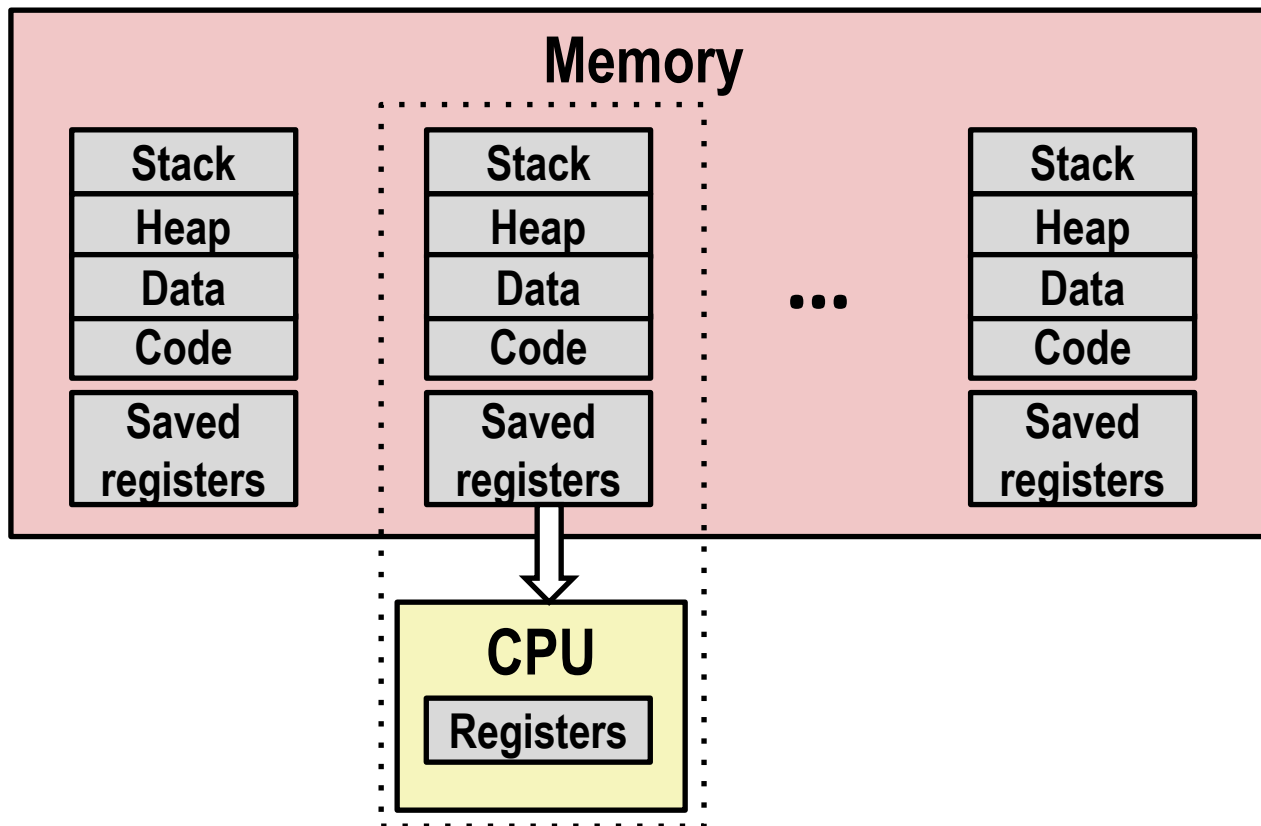 Memory
Stack
Heap
Data
Code
Saved
registers
Stack
Heap
Data
Code
Saved
registers
...
Stack
Heap
Data
Code
Saved
registers
CPU
Registers